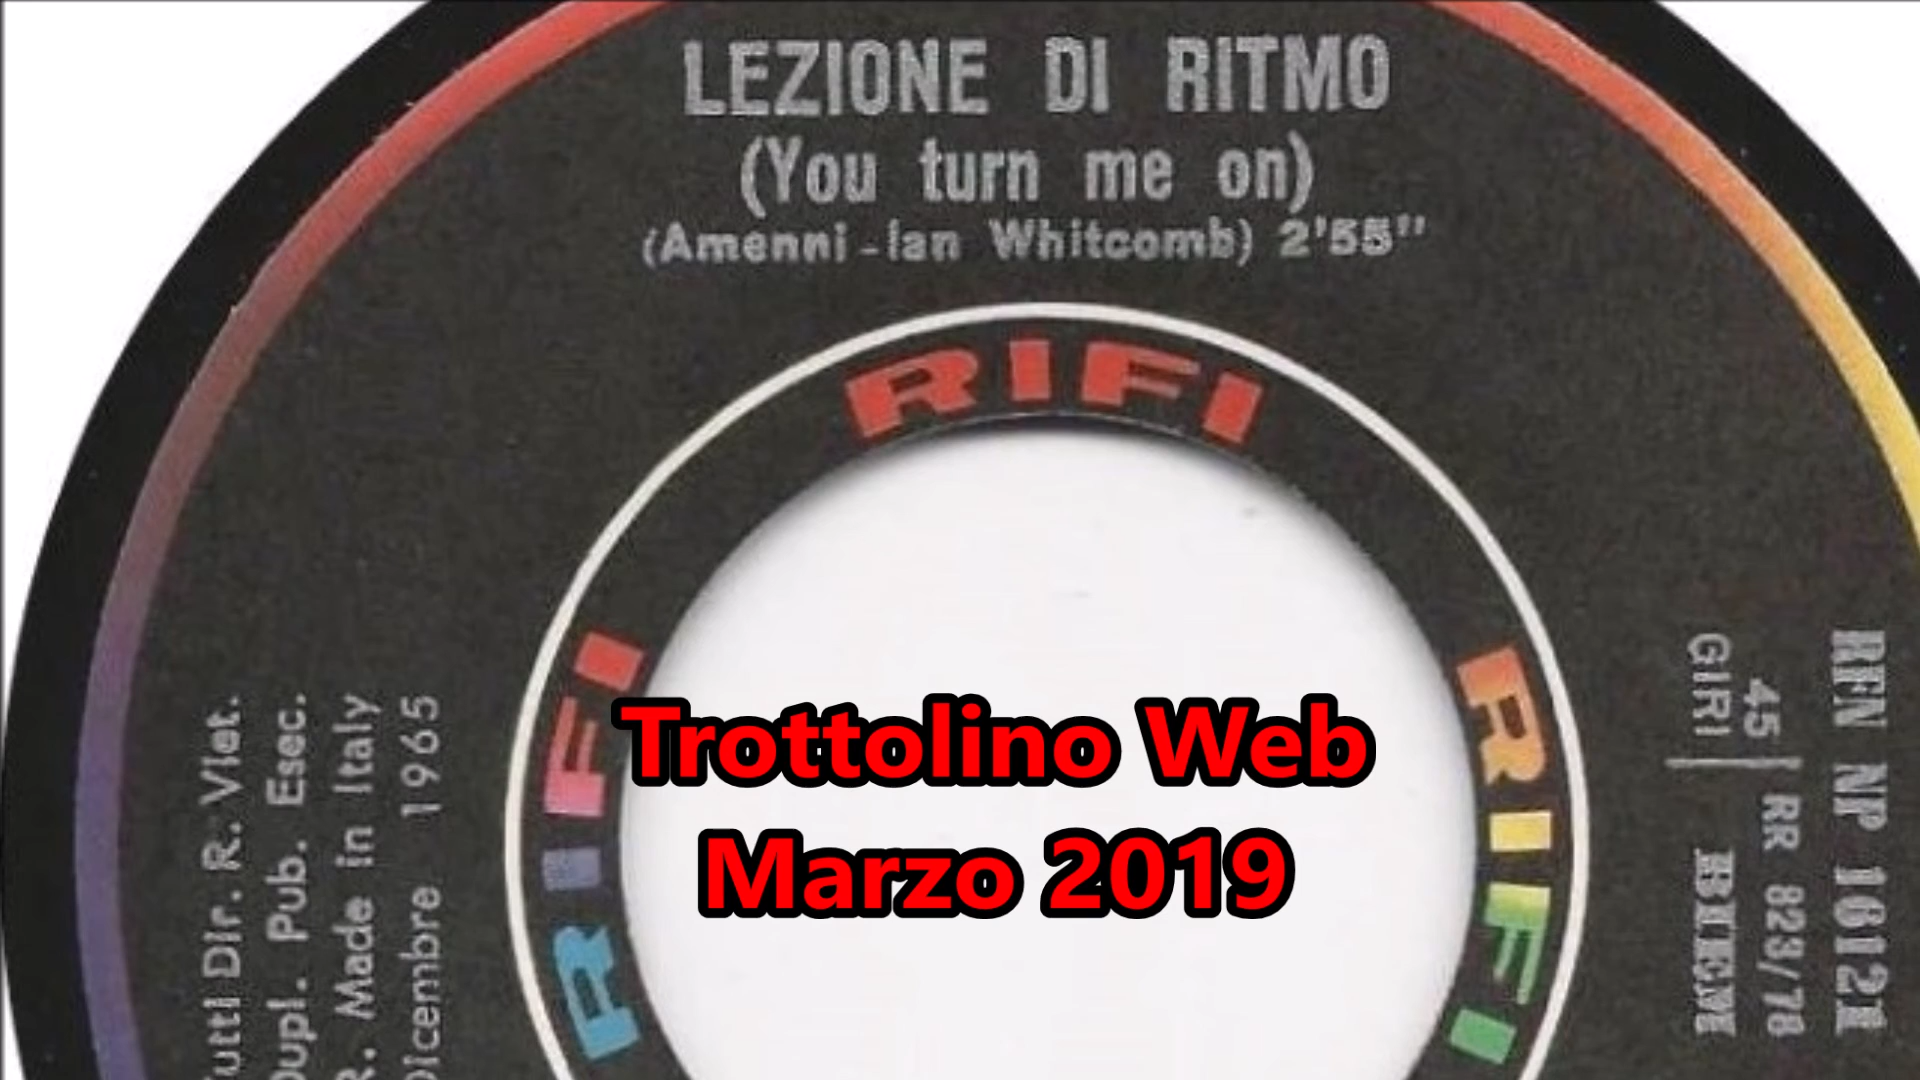 LEZIONE DI RITMO
(You turn me on)
(Amenni - Ian Whitcomb) 2'55"
RIFI
RIFI
RIFI
Tutti Dir. R. Viet.
Dupl. Pub. Esec.
R. Made in Italy
Dicembre 1965
Trottolino Web
Marzo 2019
RFN NP 16121
45 GIRI
RR 823/78
BIEM